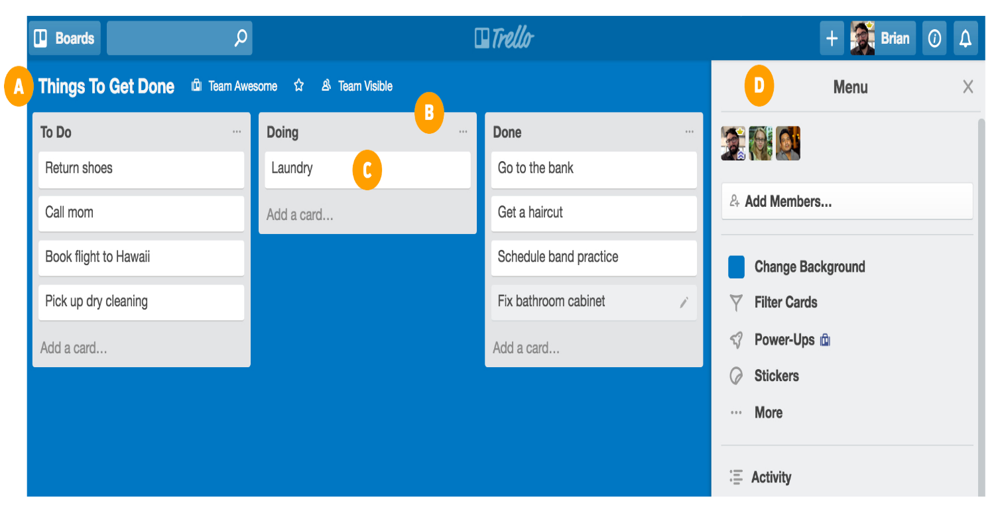 Boards
Trello
Brian
A
Things To Get Done
Team Awesome
Team Visible
B
To Do
Return shoes
Call mom
Book flight to Hawaii
Pick up dry cleaning
Add a card...
Doing
Laundry
C
Add a card...
Done
Go to the bank
Get a haircut
Schedule band practice
Fix bathroom cabinet
Add a card...
D
Menu
Add Members...
Change Background
Filter Cards
Power-Ups
Stickers
More
Activity